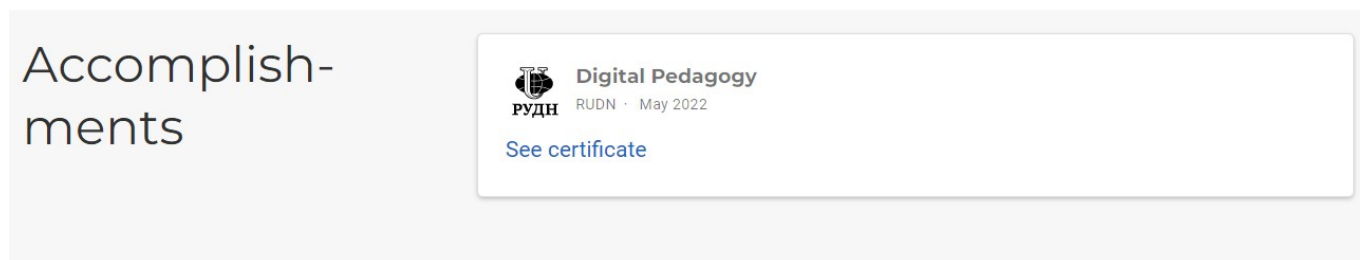 Accomplish-
ments
Digital Pedagogy
РУДН
RUDN · May 2022
See certificate